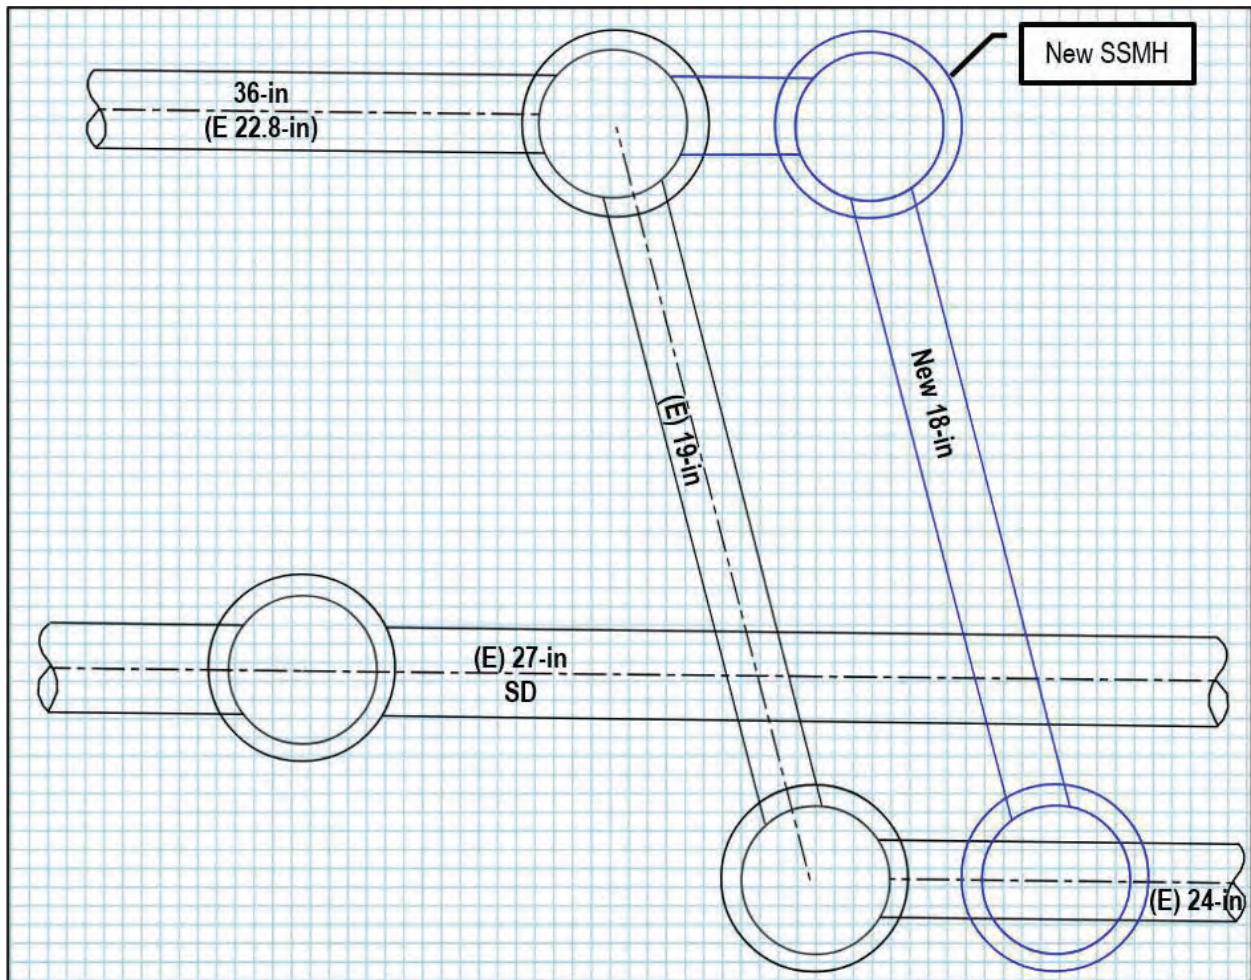 New SSMH
36-in
(E 22.8-in)
(E) 19-in
New 18-in
(E) 27-in
SD
(E) 24-in